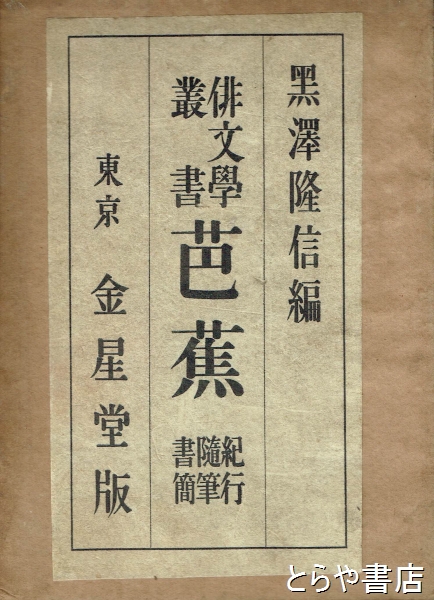 黑澤隆信編
俳文學
叢書
芭蕉
紀行
隨筆
書簡
東京 金星堂版
とらや書店